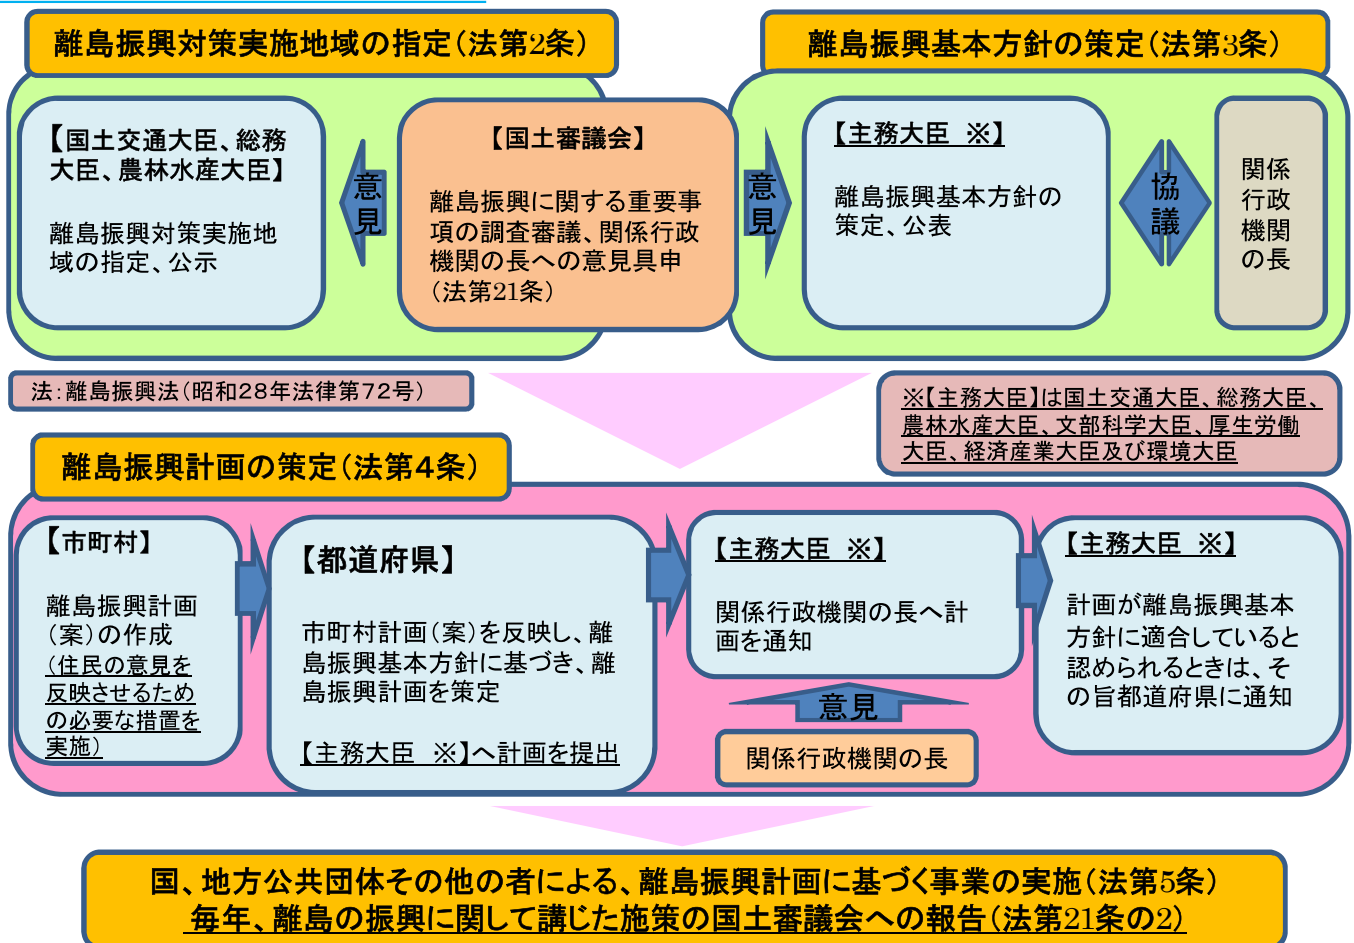 離島振興対策実施地域の指定(法第2条)
離島振興基本方針の策定(法第3条)
【国土交通大臣、総務
大臣、農林水産大臣】
離島振興対策実施地
域の指定、公示
意
見
【国土審議会】
離島振興に関する重要事
項の調査審議、関係行政
機関の長への意見具申
(法第21条)
意
見
【主務大臣 ※】
離島振興基本方針の
策定、公表
協
議
関係
行政
機関
の長
法:離島振興法(昭和28年法律第72号)
※【主務大臣】は国土交通大臣、総務大臣、
農林水産大臣、文部科学大臣、厚生労働
大臣、経済産業大臣及び環境大臣
離島振興計画の策定(法第4条)
【市町村】
離島振興計画
(案)の作成
(住民の意見を
反映させるため
の必要な措置を
実施)
【都道府県】
市町村計画(案)を反映し、離
島振興基本方針に基づき、離
島振興計画を策定
【主務大臣 ※】へ計画を提出
【主務大臣 ※】
関係行政機関の長へ計
画を通知
意見
関係行政機関の長
【主務大臣 ※】
計画が離島振興基本
方針に適合していると
認められるときは、そ
の旨都道府県に通知
国、地方公共団体その他の者による、離島振興計画に基づく事業の実施(法第5条)
毎年、離島の振興に関して講じた施策の国土審議会への報告(法第21条の2)